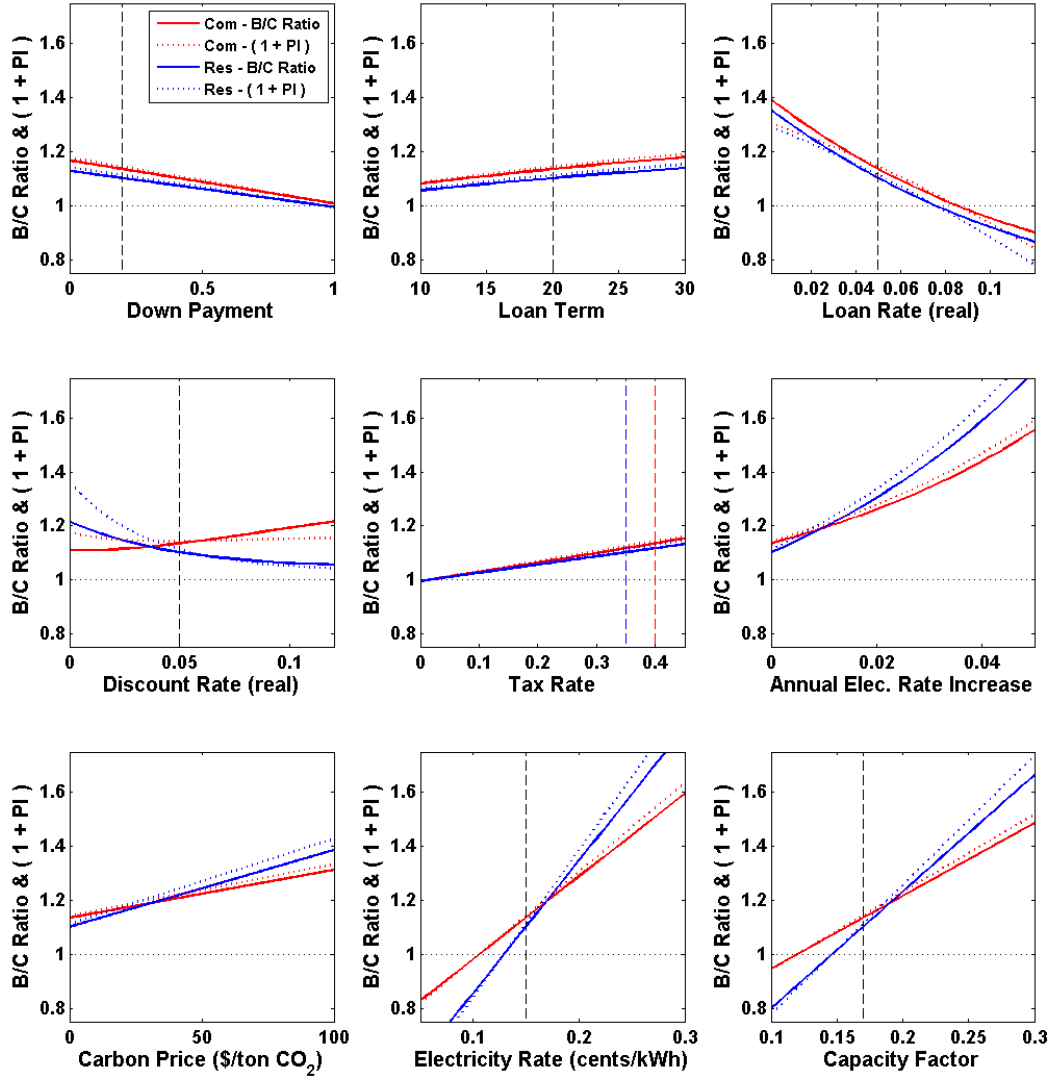 B/C Ratio & ( 1 + PI )
1.6
1.4
1.2
1
0.8
0 0.5 1
Down Payment
Com - B/C Ratio
Com - ( 1 + PI )
Res - B/C Ratio
Res - ( 1 + PI )
B/C Ratio & ( 1 + PI )
1.6
1.4
1.2
1
0.8
10 15 20 25 30
Loan Term
B/C Ratio & ( 1 + PI )
1.6
1.4
1.2
1
0.8
0.02 0.04 0.06 0.08 0.1
Loan Rate (real)
B/C Ratio & ( 1 + PI )
1.6
1.4
1.2
1
0.8
0 0.05 0.1
Discount Rate (real)
B/C Ratio & ( 1 + PI )
1.6
1.4
1.2
1
0.8
0 0.1 0.2 0.3 0.4
Tax Rate
B/C Ratio & ( 1 + PI )
1.6
1.4
1.2
1
0.8
0 0.02 0.04
Annual Elec. Rate Increase
B/C Ratio & ( 1 + PI )
1.6
1.4
1.2
1
0.8
0 50 100
Carbon Price ($/ton CO2)
B/C Ratio & ( 1 + PI )
1.6
1.4
1.2
1
0.8
0.1 0.2 0.3
Electricity Rate (cents/kWh)
B/C Ratio & ( 1 + PI )
1.6
1.4
1.2
1
0.8
0.1 0.15 0.2 0.25 0.3
Capacity Factor